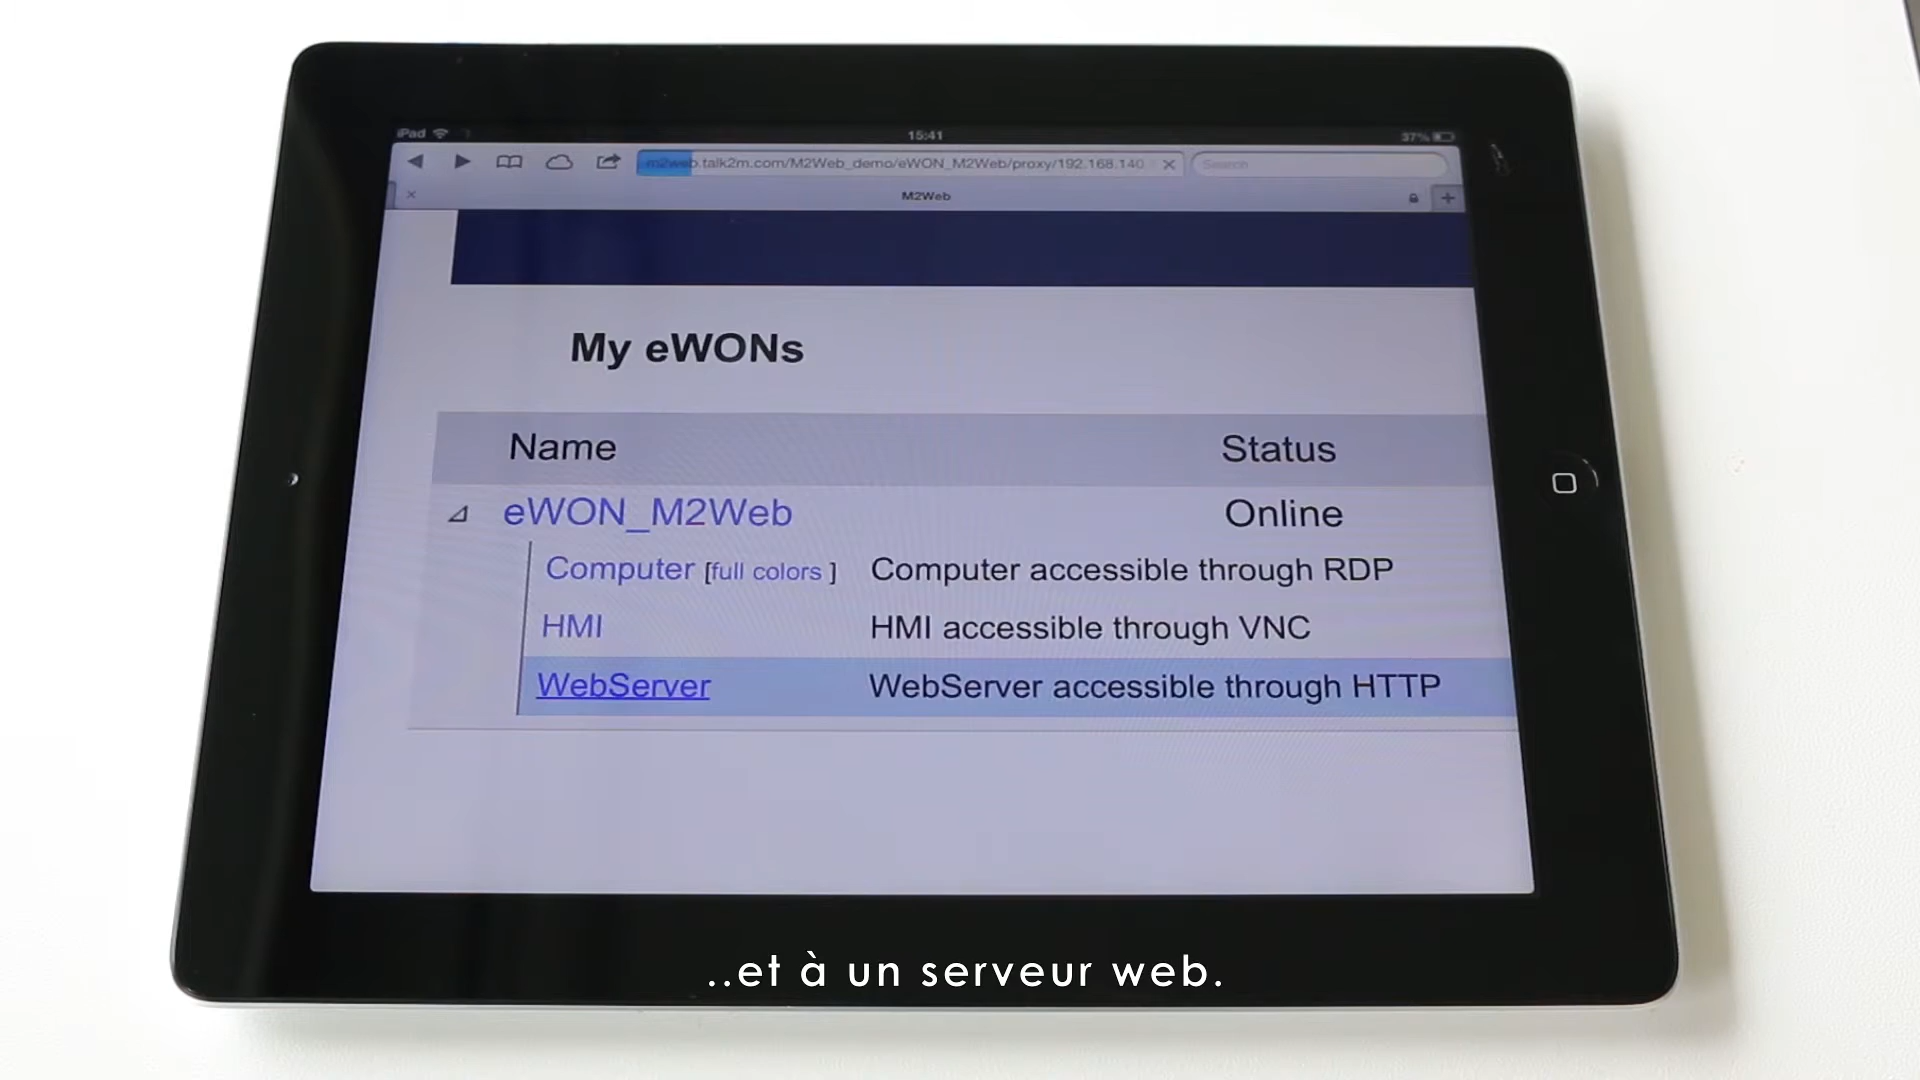 iPad 15:41 37%
m2web.talk2m.com/M2Web_demo/eWON_M2Web/proxy/192.168.140 Search
M2Web
My eWONs
Name Status
eWON_M2Web Online
Computer [full colors ] Computer accessible through RDP
HMI HMI accessible through VNC
WebServer WebServer accessible through HTTP
..et à un serveur web.